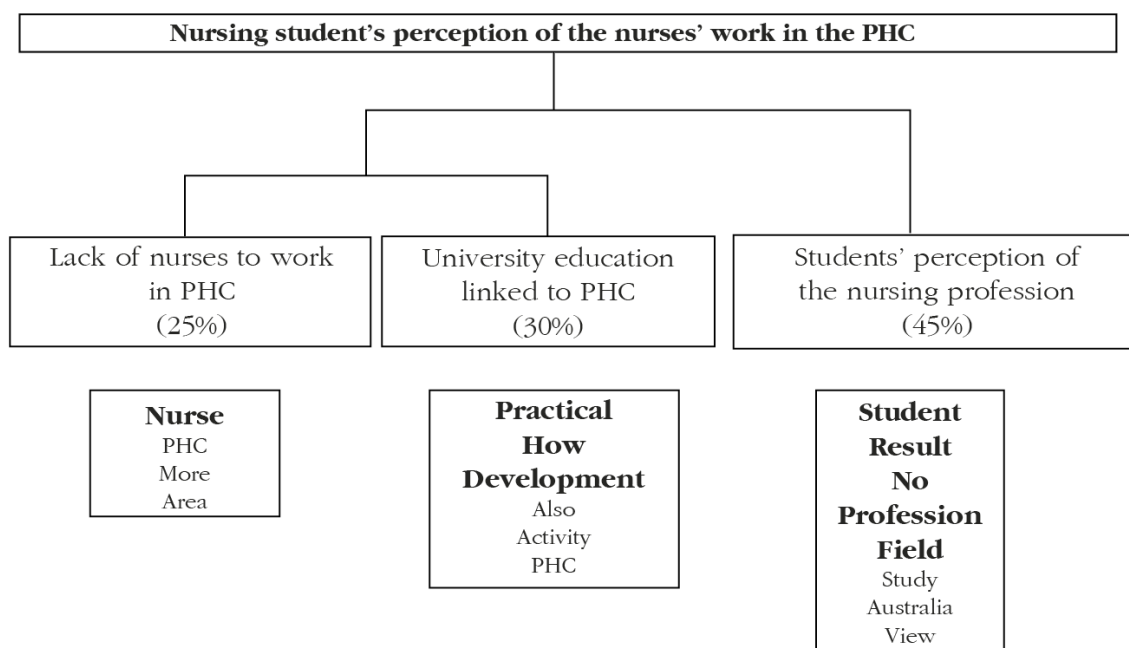 Nursing student’s perception of the nurses’ work in the PHC
Lack of nurses to work
in PHC
(25%)
University education
linked to PHC
(30%)
Students’ perception of
the nursing profession
(45%)
Nurse
PHC
More
Area
Practical
How
Development
Also
Activity
PHC
Student
Result
No
Profession
Field
Study
Australia
View